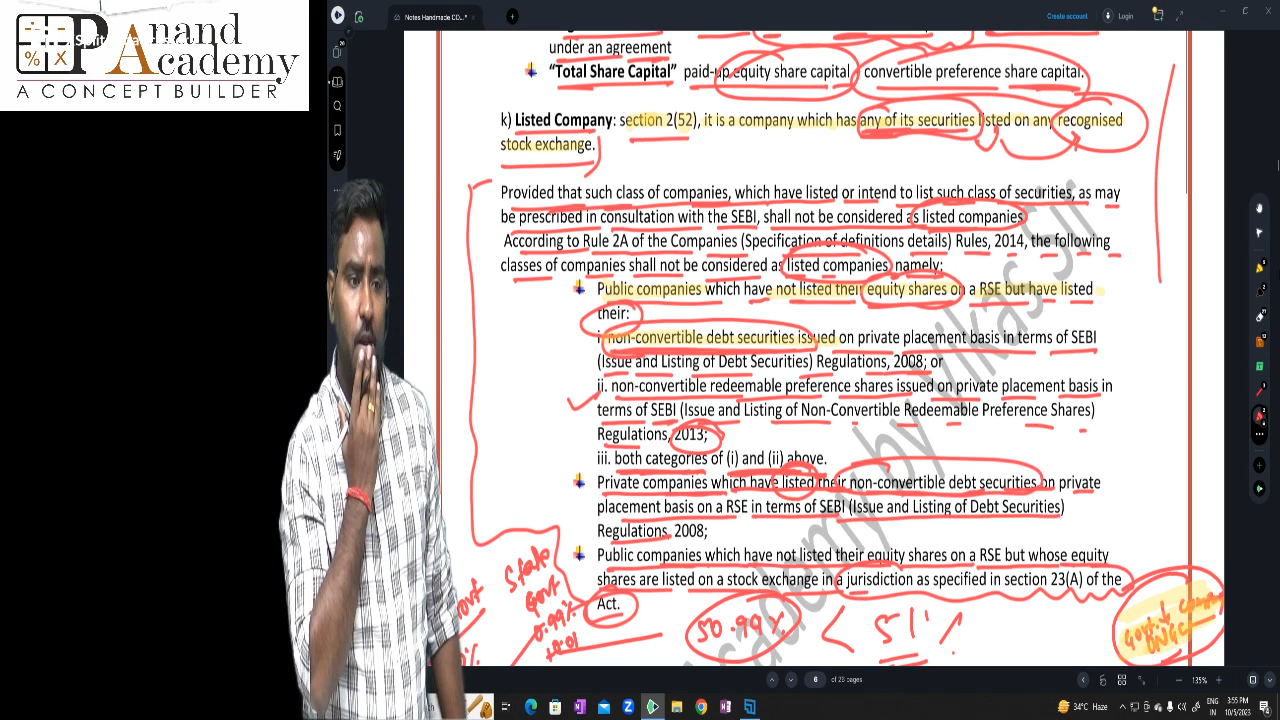 Anand
PA
Academy
A CONCEPT BUILDER
Notes Handmade CO...*
Create account
Login
under an agreement
"Total Share Capital" paid-up equity share capital convertible preference share capital.
k) Listed Company: section 2(52), it is a company which has any of its securities listed on any recognised
stock exchange.
Provided that such class of companies, which have listed or intend to list such class of securities, as may
be prescribed in consultation with the SEBI, shall not be considered as listed companies
According to Rule 2A of the Companies (Specification of definitions details) Rules, 2014, the following
classes of companies shall not be considered as listed companies, namely:
Public companies which have not listed their equity shares on a RSE but have listed
their:
i. non-convertible debt securities issued on private placement basis in terms of SEBI
(Issue and Listing of Debt Securities) Regulations, 2008; or
ii. non-convertible redeemable preference shares issued on private placement basis in
terms of SEBI (Issue and Listing of Non-Convertible Redeemable Preference Shares)
Regulations, 2013;
iii. both categories of (i) and (ii) above.
Private companies which have listed their non-convertible debt securities on private
placement basis on a RSE in terms of SEBI (Issue and Listing of Debt Securities)
Regulations, 2008;
Public companies which have not listed their equity shares on a RSE but whose equity
shares are listed on a stock exchange in a jurisdiction as specified in section 23(A) of the
Act.
State
Govt
0.99%
50.99% < 51%
Academy by Vikas Sir
6 of 26 pages
135%
34°C Haze
ENG
IN
3:55 PM
10/5/2023